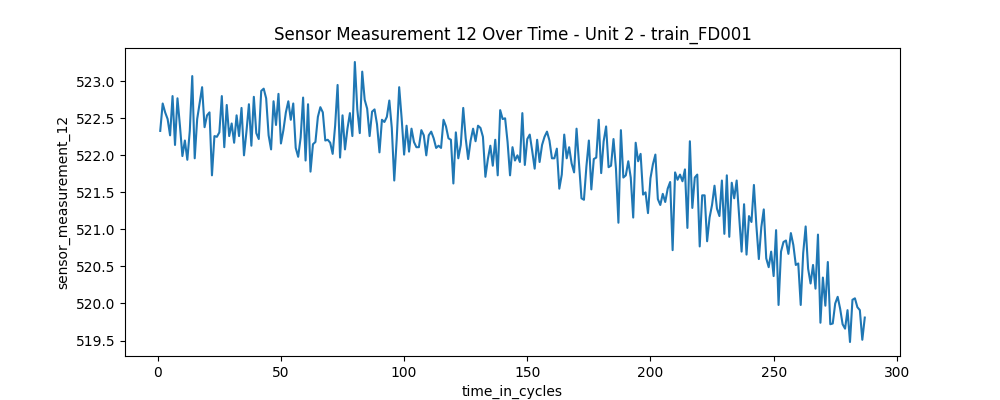 Sensor Measurement 12 Over Time - Unit 2 - train_FD001
523.0
522.5
522.0
521.5
521.0
520.5
520.0
519.5
sensor_measurement_12
0 50 100 150 200 250 300
time_in_cycles